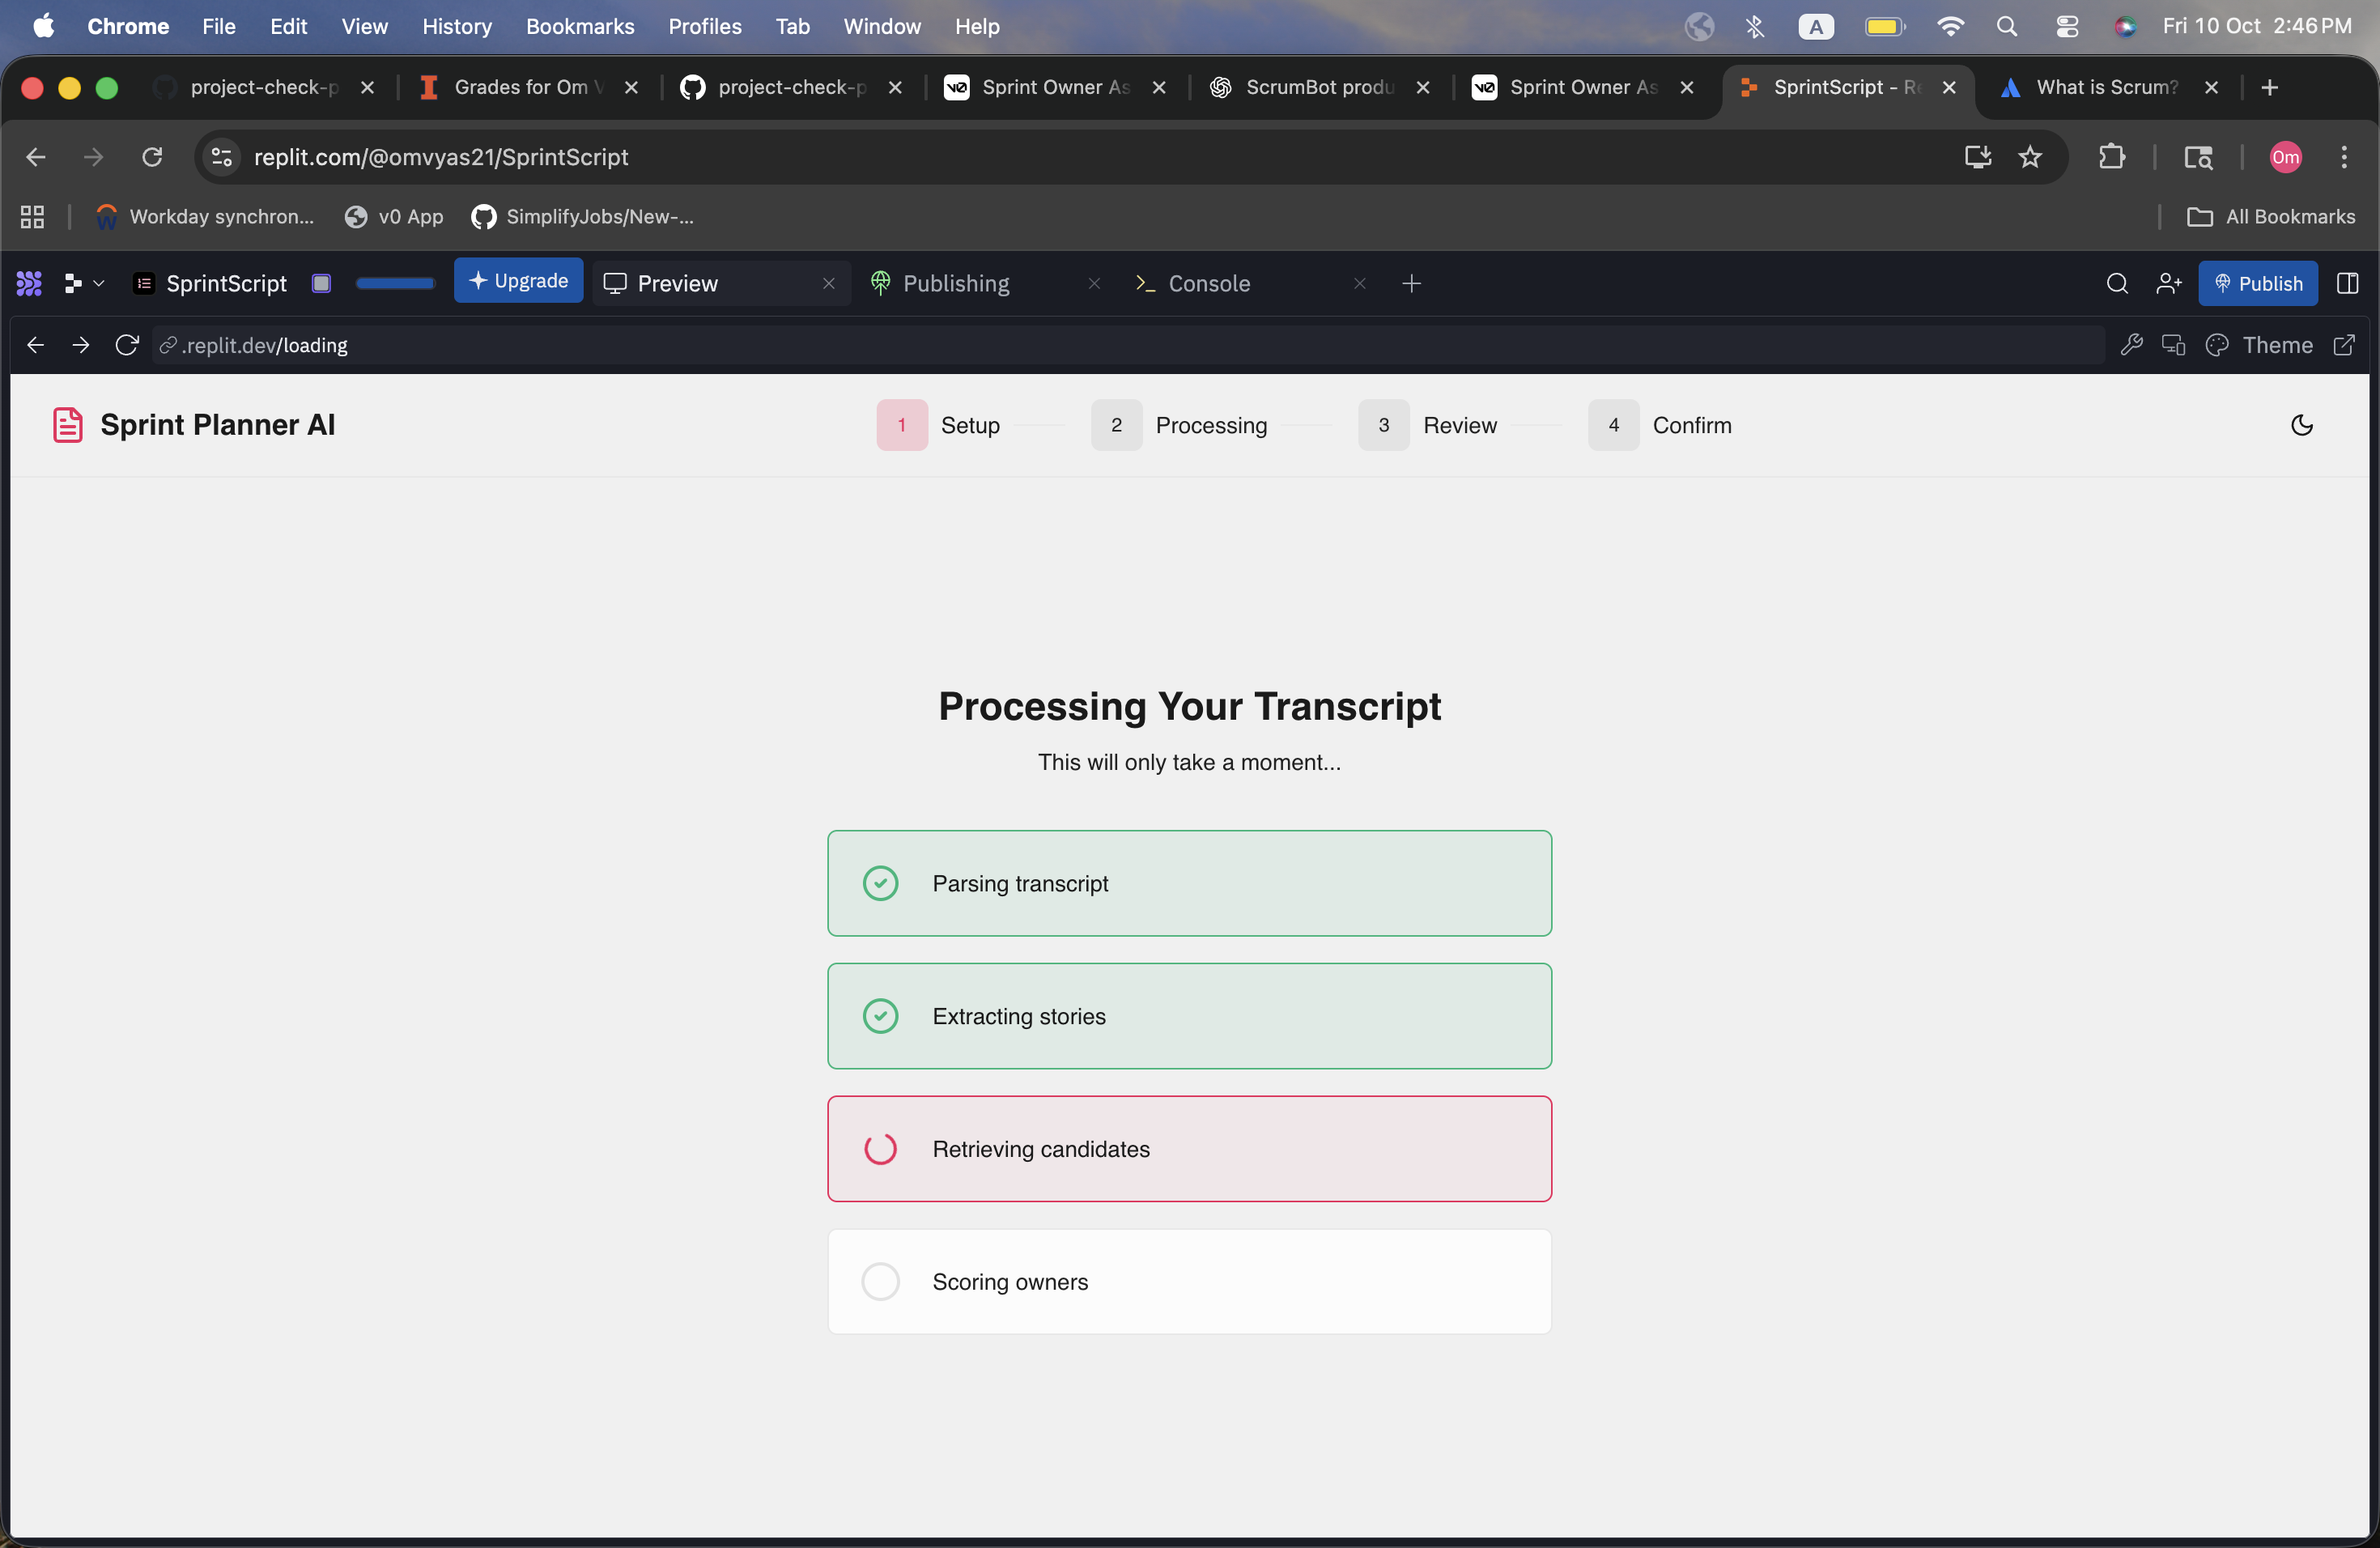 Chrome File Edit View History Bookmarks Profiles Tab Window Help A Fri 10 Oct 2:46 PM
project-check-p Grades for Om V project-check-p Sprint Owner As ScrumBot produ Sprint Owner As SprintScript - Re What is Scrum?
replit.com/@omvyas21/SprintScript Om
Workday synchron... v0 App SimplifyJobs/New-... All Bookmarks
SprintScript Upgrade Preview Publishing Console Publish
.replit.dev/loading Theme
Sprint Planner AI 1 Setup 2 Processing 3 Review 4 Confirm
Processing Your Transcript
This will only take a moment...
Parsing transcript
Extracting stories
Retrieving candidates
Scoring owners